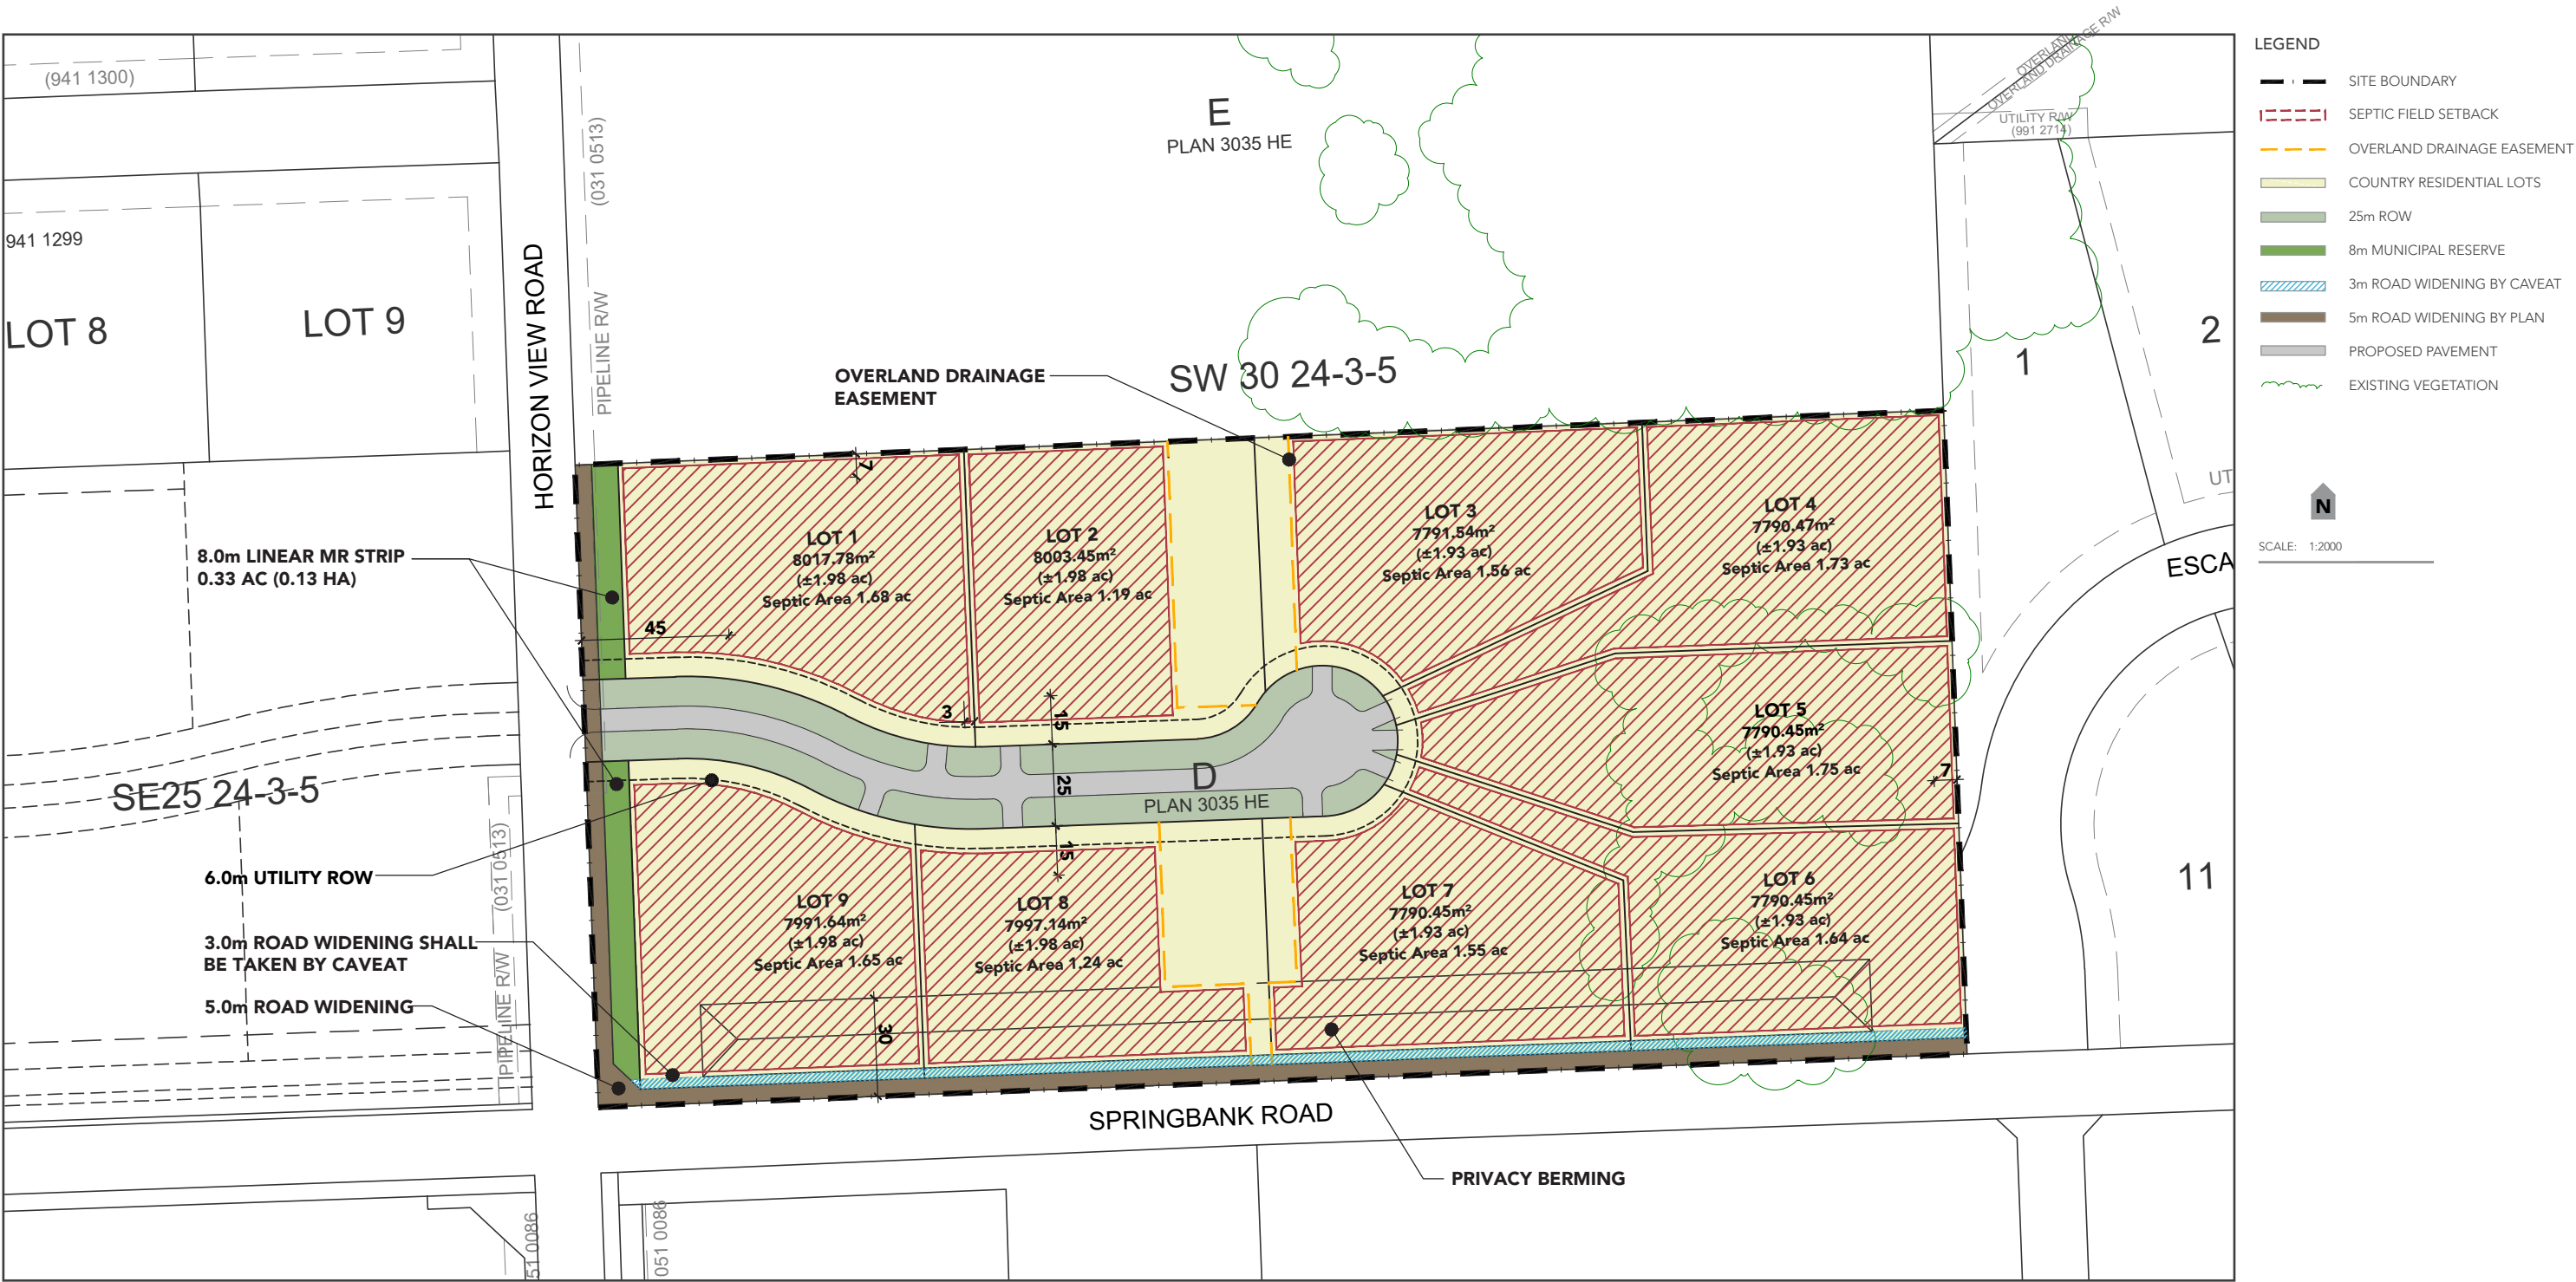 (941 1300)
941 1299
LOT 8
LOT 9
HORIZON VIEW ROAD
PIPELINE R/W
(031 0513)
E
PLAN 3035 HE
SW 30 24-3-5
OVERLAND DRAINAGE R/W
UTILITY R/W
(991 2714)
1
2
UT
ESCA
11
OVERLAND DRAINAGE
EASEMENT
8.0m LINEAR MR STRIP
0.33 AC (0.13 HA)
SE25 24-3-5
6.0m UTILITY ROW
3.0m ROAD WIDENING SHALL
BE TAKEN BY CAVEAT
5.0m ROAD WIDENING
PIPELINE R/W
(031 0513)
7
LOT 1
8017.78m²
(±1.98 ac)
Septic Area 1.68 ac
45
LOT 2
8003.45m²
(±1.98 ac)
Septic Area 1.19 ac
LOT 3
7791.54m²
(±1.93 ac)
Septic Area 1.56 ac
LOT 4
7790.47m²
(±1.93 ac)
Septic Area 1.73 ac
3
15
25
15
D
PLAN 3035 HE
LOT 5
7790.45m²
(±1.93 ac)
Septic Area 1.75 ac
7
LOT 9
7991.64m²
(±1.98 ac)
Septic Area 1.65 ac
LOT 8
7997.14m²
(±1.98 ac)
Septic Area 1.24 ac
LOT 7
7790.45m²
(±1.93 ac)
Septic Area 1.55 ac
LOT 6
7790.45m²
(±1.93 ac)
Septic Area 1.64 ac
30
SPRINGBANK ROAD
PRIVACY BERMING
51 0086
051 0086
LEGEND
SITE BOUNDARY
SEPTIC FIELD SETBACK
OVERLAND DRAINAGE EASEMENT
COUNTRY RESIDENTIAL LOTS
25m ROW
8m MUNICIPAL RESERVE
3m ROAD WIDENING BY CAVEAT
5m ROAD WIDENING BY PLAN
PROPOSED PAVEMENT
EXISTING VEGETATION
N
SCALE: 1:2000